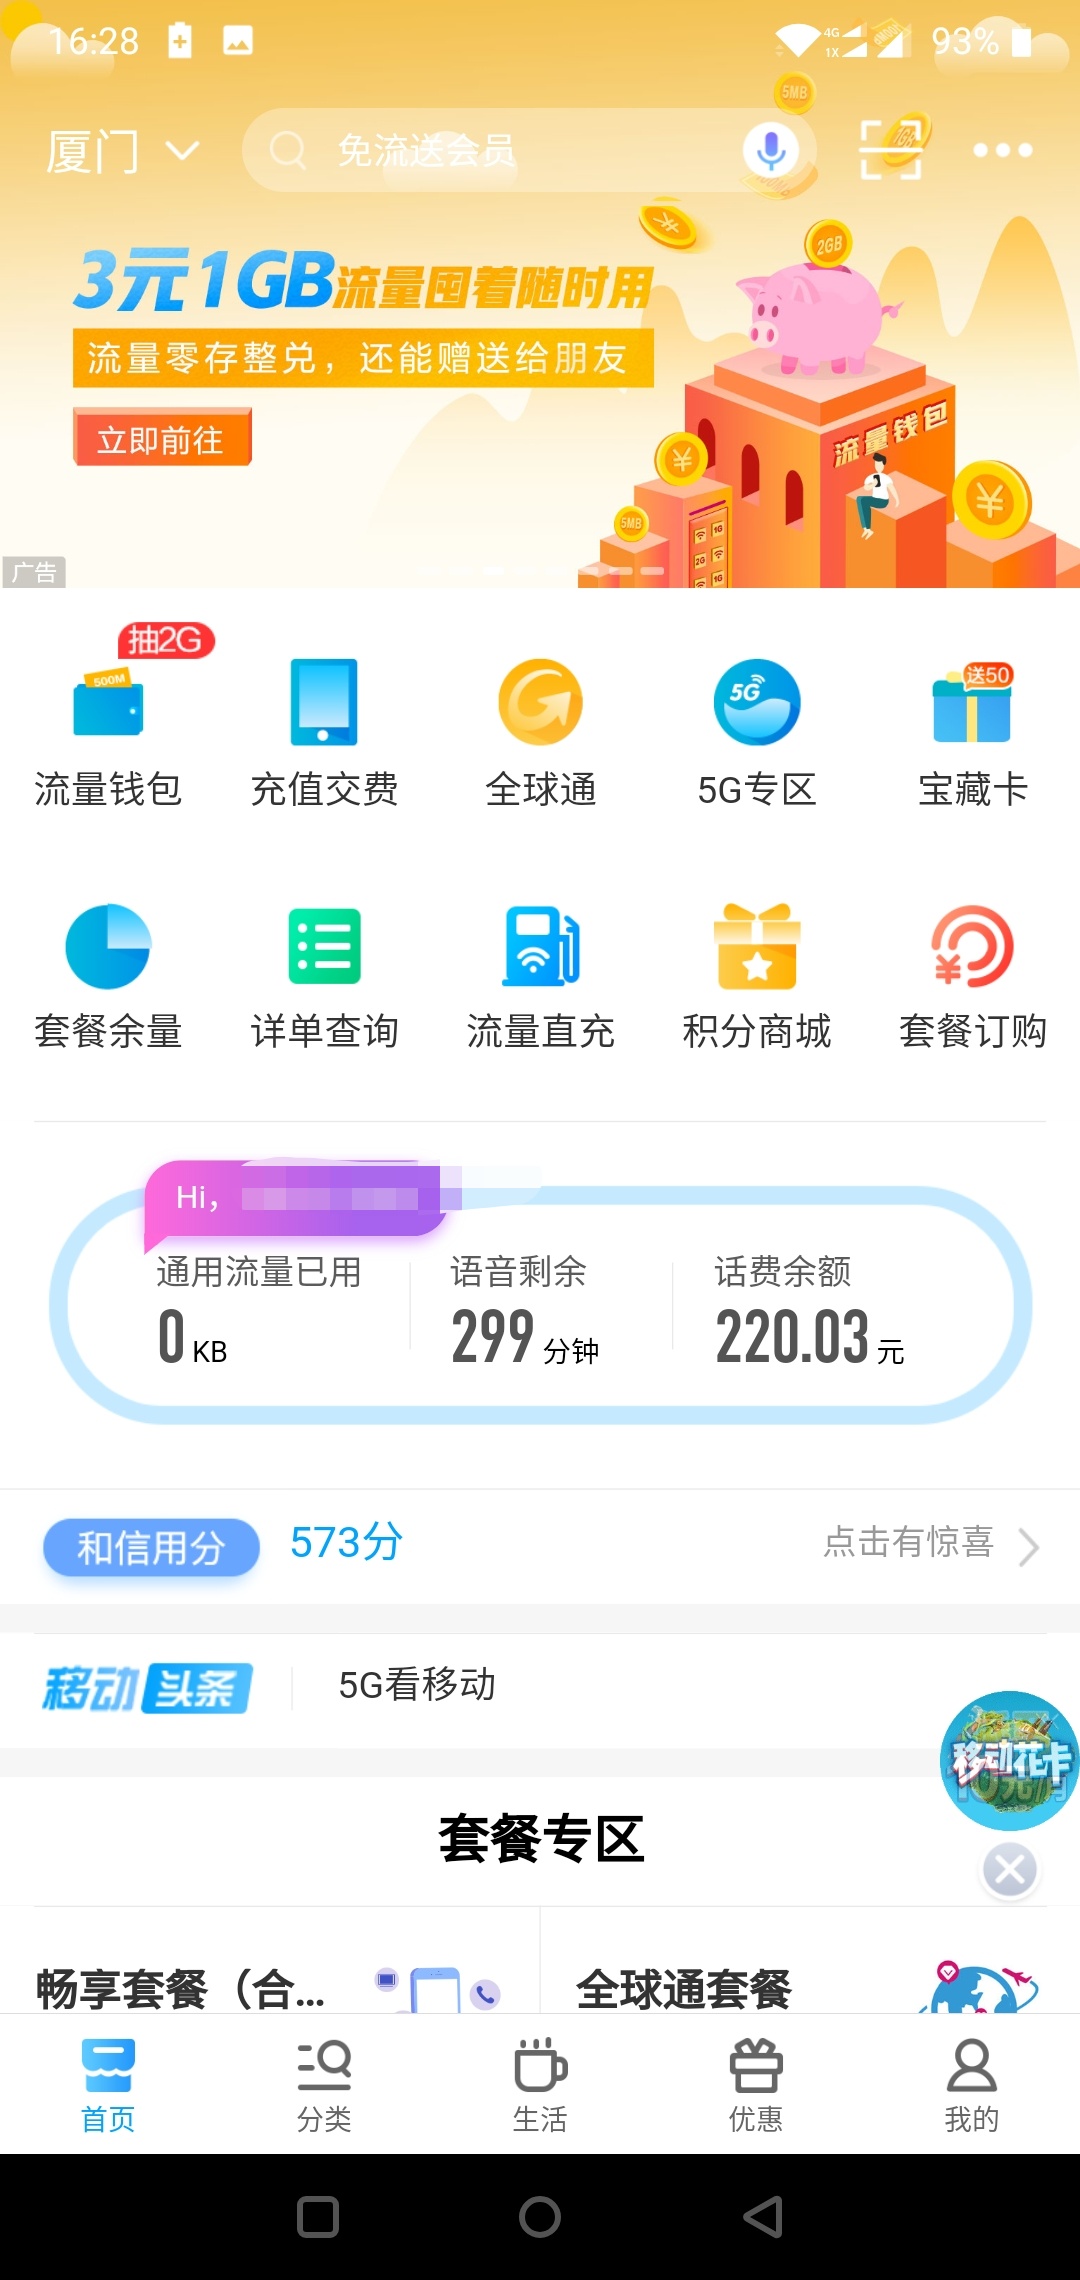 16:28
4G
1X
93%
5MB
1GB
厦门
免流送会员
3元1GB流量囤着随时用
2GB
流量零存整兑，还能赠送给朋友
立即前往
流量钱包
5MB
1G
2G
1G
广告
抽2G
500M
5G
送50
流量钱包
充值交费
全球通
5G专区
宝藏卡
套餐余量
详单查询
流量直充
积分商城
套餐订购
Hi，
通用流量已用
语音剩余
话费余额
0 KB
299 分钟
220.03 元
和信用分
573分
点击有惊喜
移动头条
5G看移动
移动花卡
套餐专区
畅享套餐（合...
全球通套餐
首页
分类
生活
优惠
我的